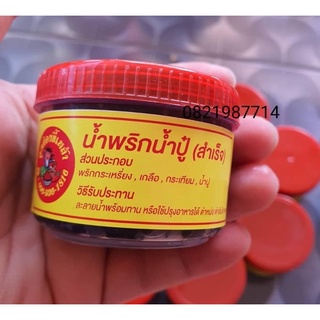 0821987714
น้ำพริกน้ำปู๋ (สำเร็จ)
ส่วนประกอบ
พริกกระเหรี่ยง , เกลือ , กระเทียม , น้ำปู
วิธีรับประทาน
ละลายน้ำพร้อมทาน หรือใช้ปรุงอาหารได้